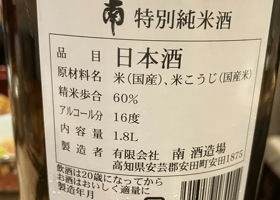 南 特別純米酒
品目 日本酒
原材料名 米(国産)、米こうじ(国産米)
精米歩合 60%
アルコール分 16度
内容量 1.8L
製造者 有限会社 南 酒造場
高知県安芸郡安田町安田1875
飲酒は20歳になってから
お酒はおいしく適量に
製造年月